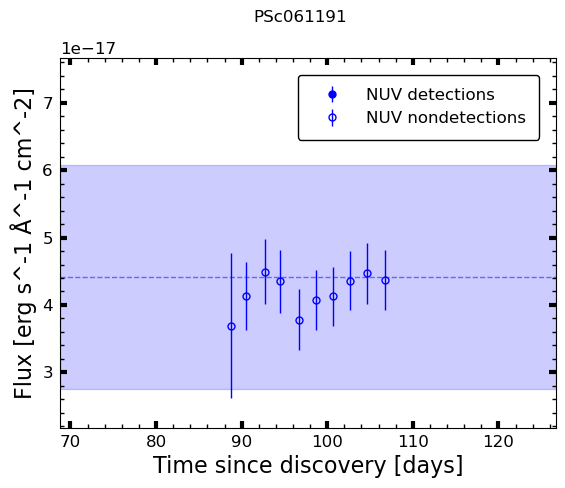 PSc061191
1e−17
NUV detections
NUV nondetections
7
6
5
4
3
Flux [erg s^-1 Å^-1 cm^-2]
70 80 90 100 110 120
Time since discovery [days]